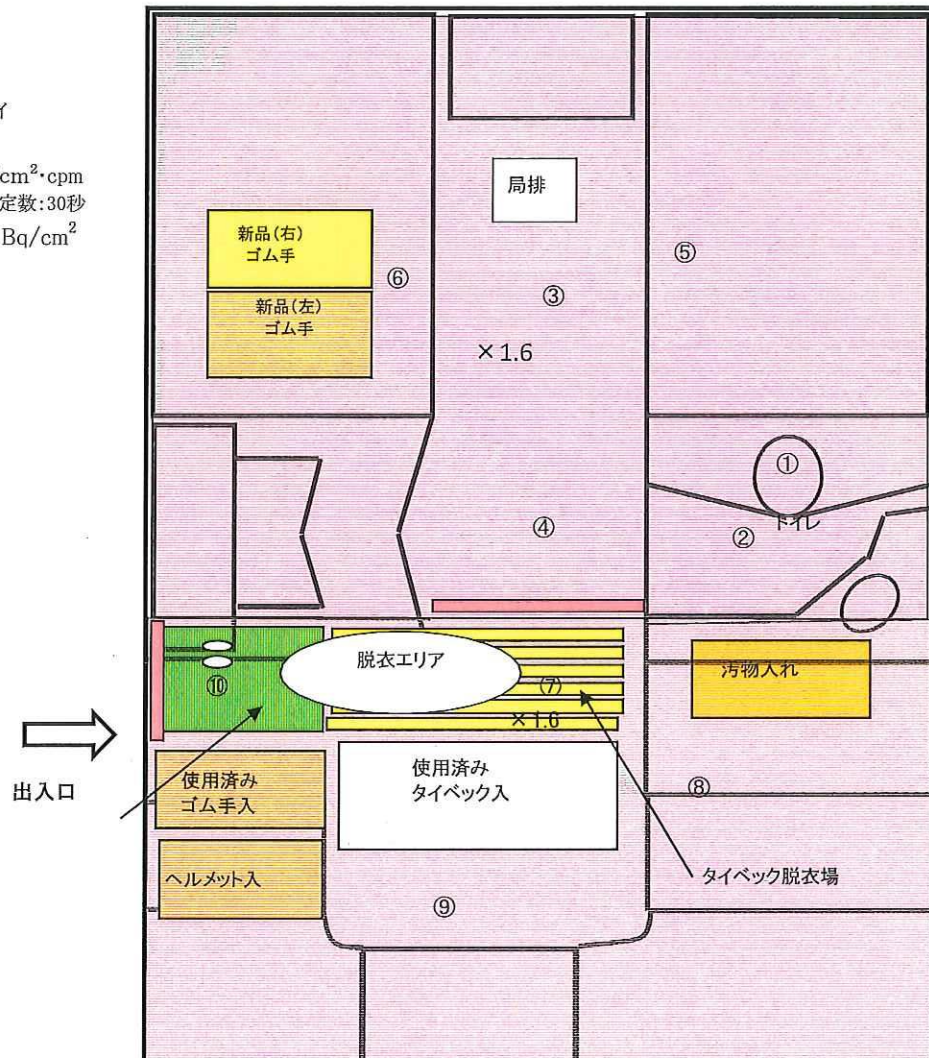 イ
cm²・cpm
定数:30秒
Bq/cm²
局排
新品(右)
ゴム手
⑥
③
⑤
新品(左)
ゴム手
×1.6
①
④
②
トイレ
脱衣エリア
⑩
⑦
汚物入れ
×1.6
出入口
使用済み
ゴム手入
使用済み
タイベック入
⑧
ヘルメット入
タイベック脱衣場
⑨